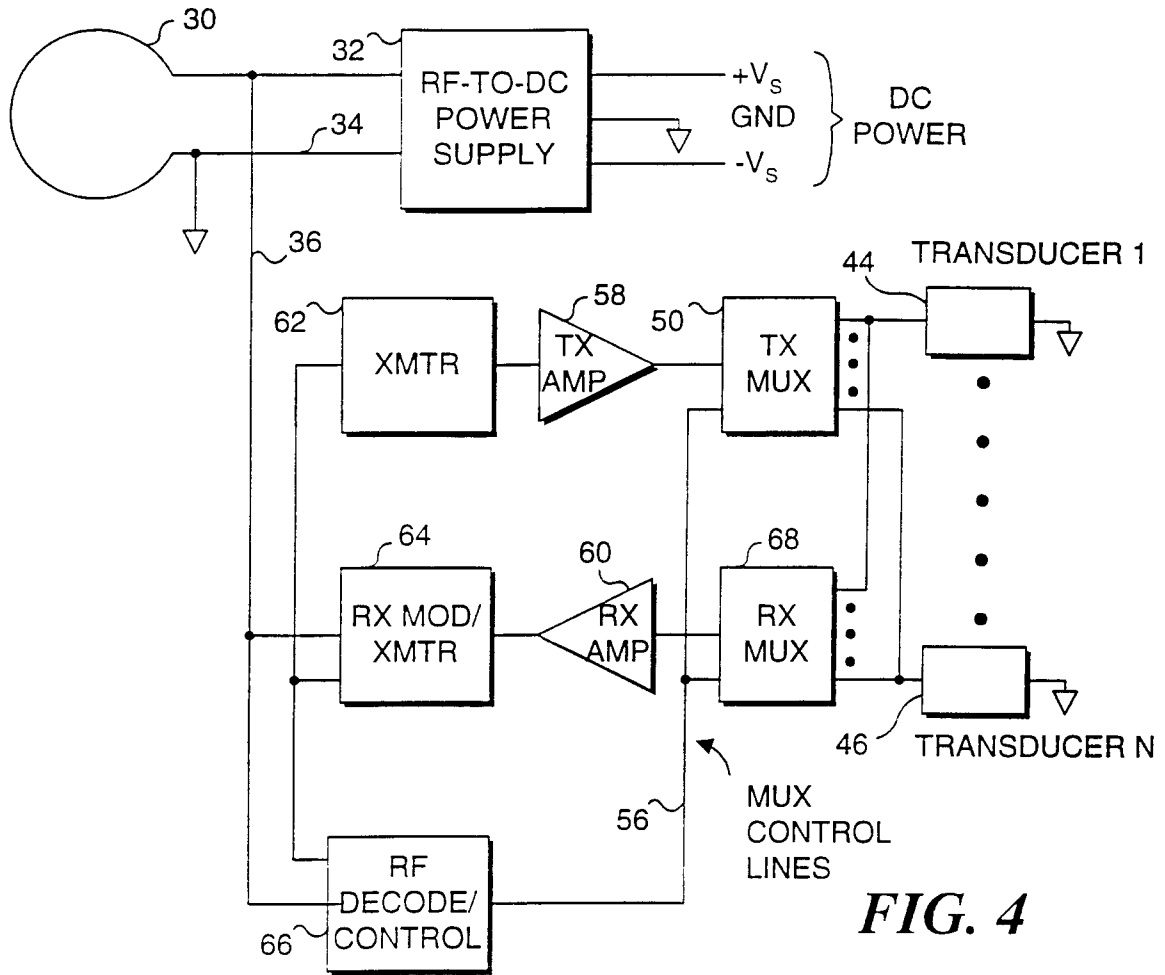 30
32
RF-TO-DC
POWER
SUPPLY
+VS
GND
-VS
DC
POWER
34
36
TRANSDUCER 1
44
62
XMTR
58
TX
AMP
50
TX
MUX
64
RX MOD/
XMTR
60
RX
AMP
68
RX
MUX
46
TRANSDUCER N
56
MUX
CONTROL
LINES
RF
DECODE/
CONTROL
66
FIG. 4